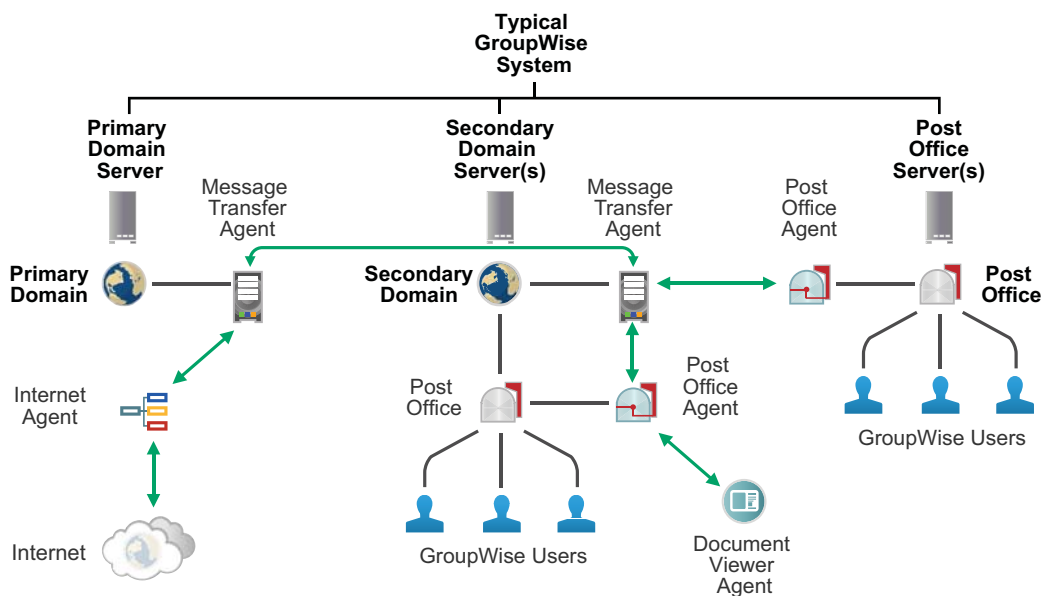 Typical
GroupWise
System
Primary
Domain
Server
Secondary
Domain
Server(s)
Post
Office
Server(s)
Message
Transfer
Agent
Message
Transfer
Agent
Post
Office
Agent
Primary
Domain
Secondary
Domain
Post
Office
Internet
Agent
Post
Office
Post
Office
Agent
GroupWise Users
Internet
GroupWise Users
Document
Viewer
Agent